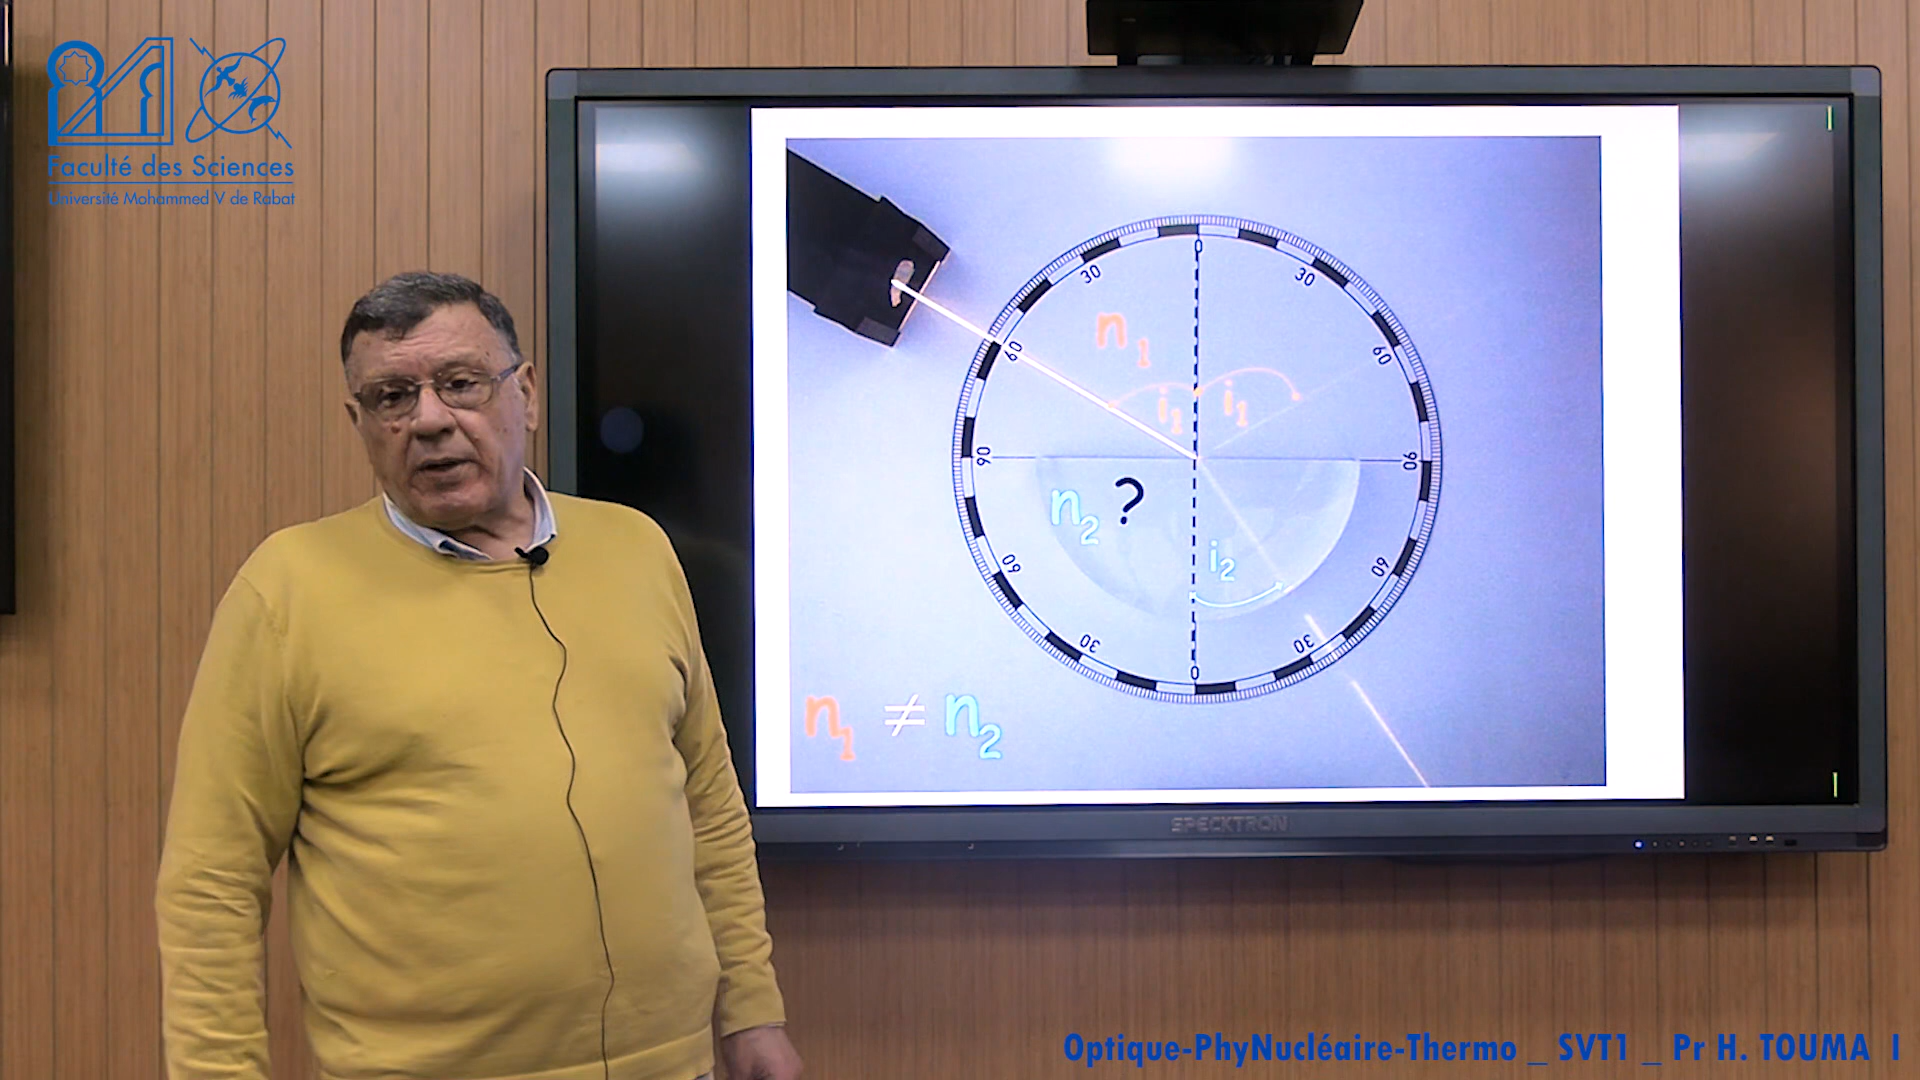 Faculté des Sciences
Université Mohammed V de Rabat
0
30
30
n1
60
60
i1
i1
90
90
n2 ?
i2
60
60
30
30
0
n1 ≠ n2
SPECKTRON
Optique-PhyNucléaire-Thermo _ SVT1 _ Pr H. TOUMA I